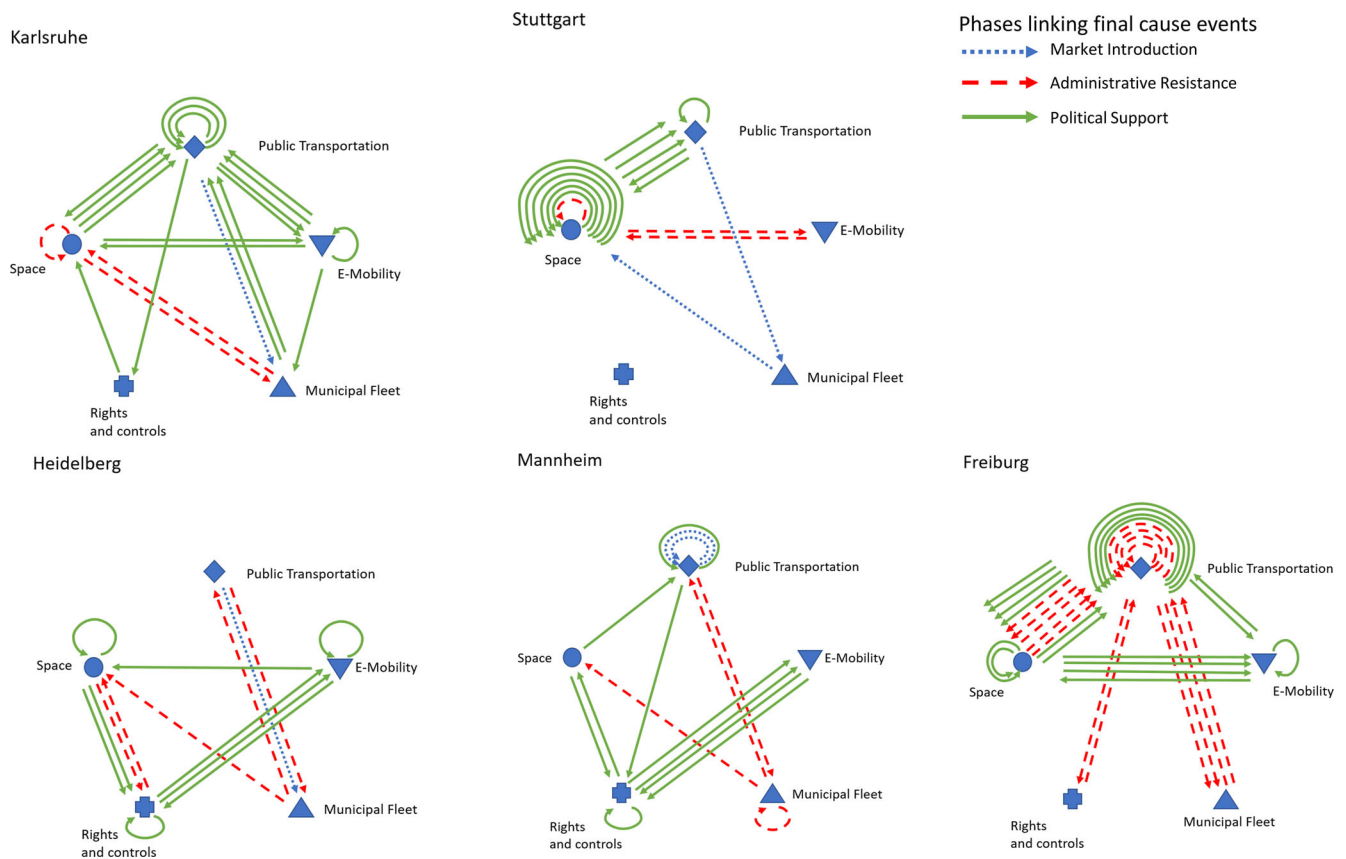 Karlsruhe
Public Transportation
Space
E-Mobility
Municipal Fleet
Rights
and controls
Stuttgart
Public Transportation
E-Mobility
Space
Municipal Fleet
Rights
and controls
Phases linking final cause events
Market Introduction
Administrative Resistance
Political Support
Heidelberg
Public Transportation
Space
E-Mobility
Municipal Fleet
Rights
and controls
Mannheim
Public Transportation
Space
E-Mobility
Municipal Fleet
Rights
and controls
Freiburg
Public Transportation
Space
E-Mobility
Rights
and controls
Municipal Fleet